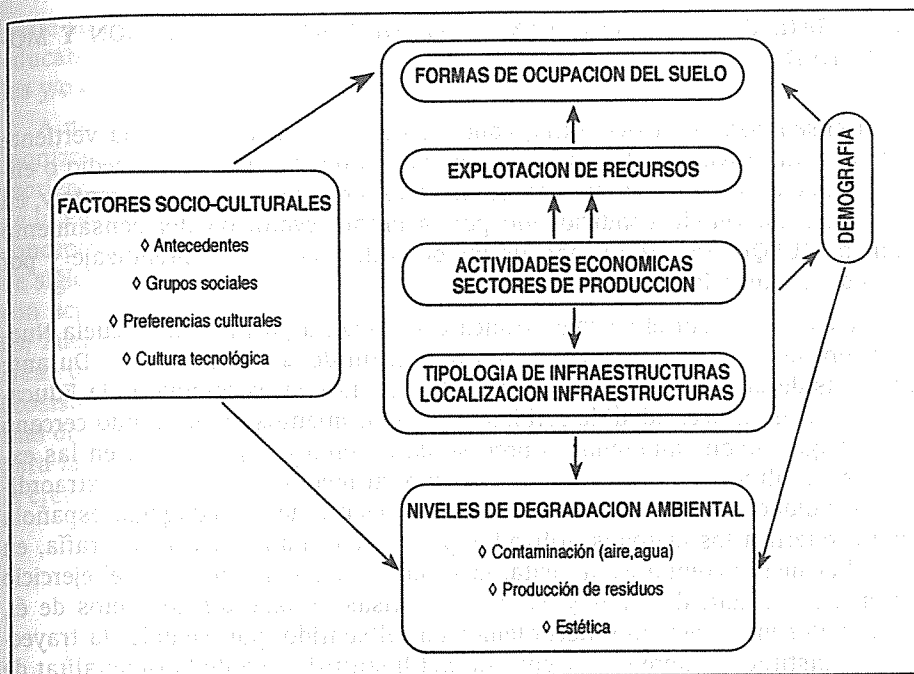 FORMAS DE OCUPACION DEL SUELO
EXPLOTACION DE RECURSOS
ACTIVIDADES ECONOMICAS
SECTORES DE PRODUCCION
TIPOLOGIA DE INFRAESTRUCTURAS
LOCALIZACION INFRAESTRUCTURAS
FACTORES SOCIO-CULTURALES
◊ Antecedentes
◊ Grupos sociales
◊ Preferencias culturales
◊ Cultura tecnológica
DEMOGRAFIA
NIVELES DE DEGRADACION AMBIENTAL
◊ Contaminación (aire,agua)
◊ Producción de residuos
◊ Estética